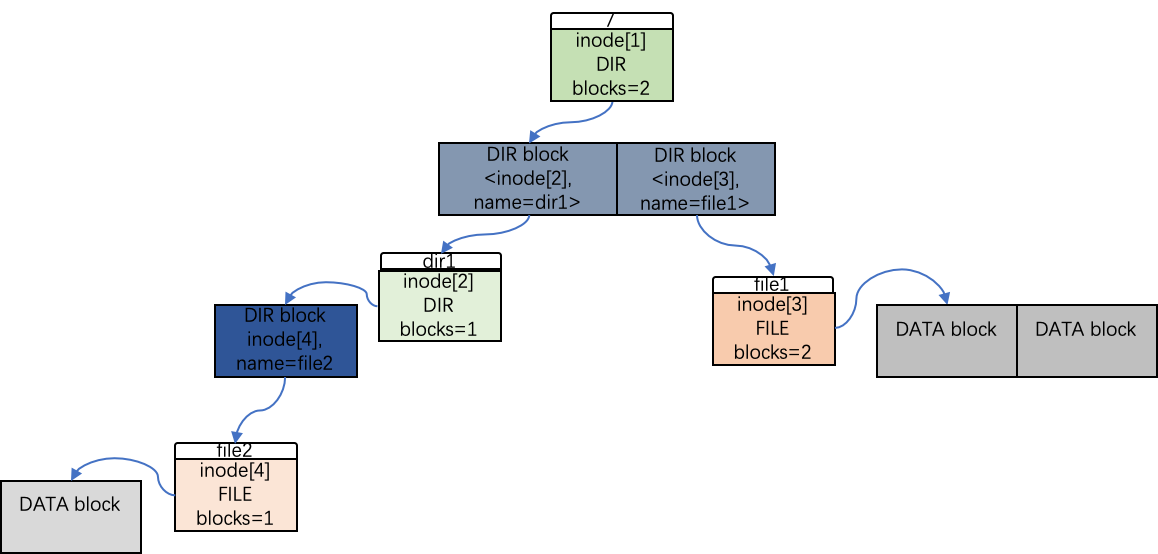 /
inode[1]
DIR
blocks=2
DIR block
<inode[2],
name=dir1>
DIR block
<inode[3],
name=file1>
dir1
inode[2]
DIR
blocks=1
file1
inode[3]
FILE
blocks=2
DATA block
DATA block
DIR block
inode[4],
name=file2
file2
inode[4]
FILE
blocks=1
DATA block